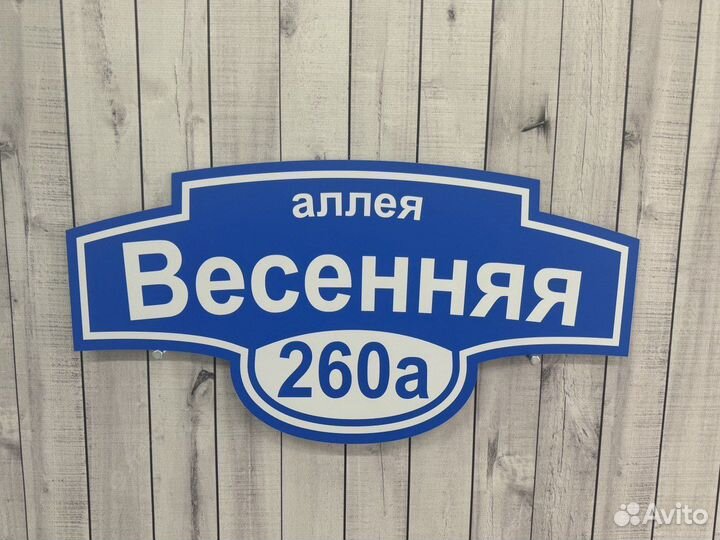 аллея
Весенняя
260а
Avito